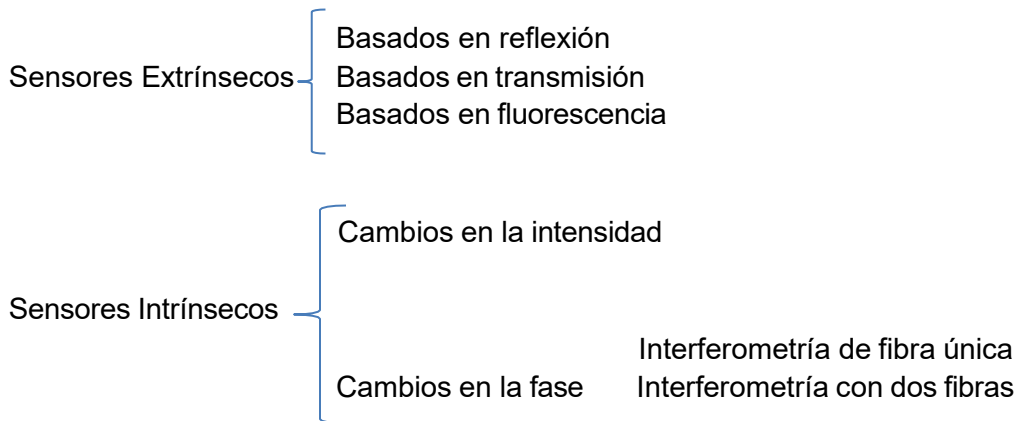 Basados en reflexión
Sensores Extrínsecos Basados en transmisión
Basados en fluorescencia
Cambios en la intensidad
Sensores Intrínsecos
Interferometría de fibra única
Cambios en la fase Interferometría con dos fibras